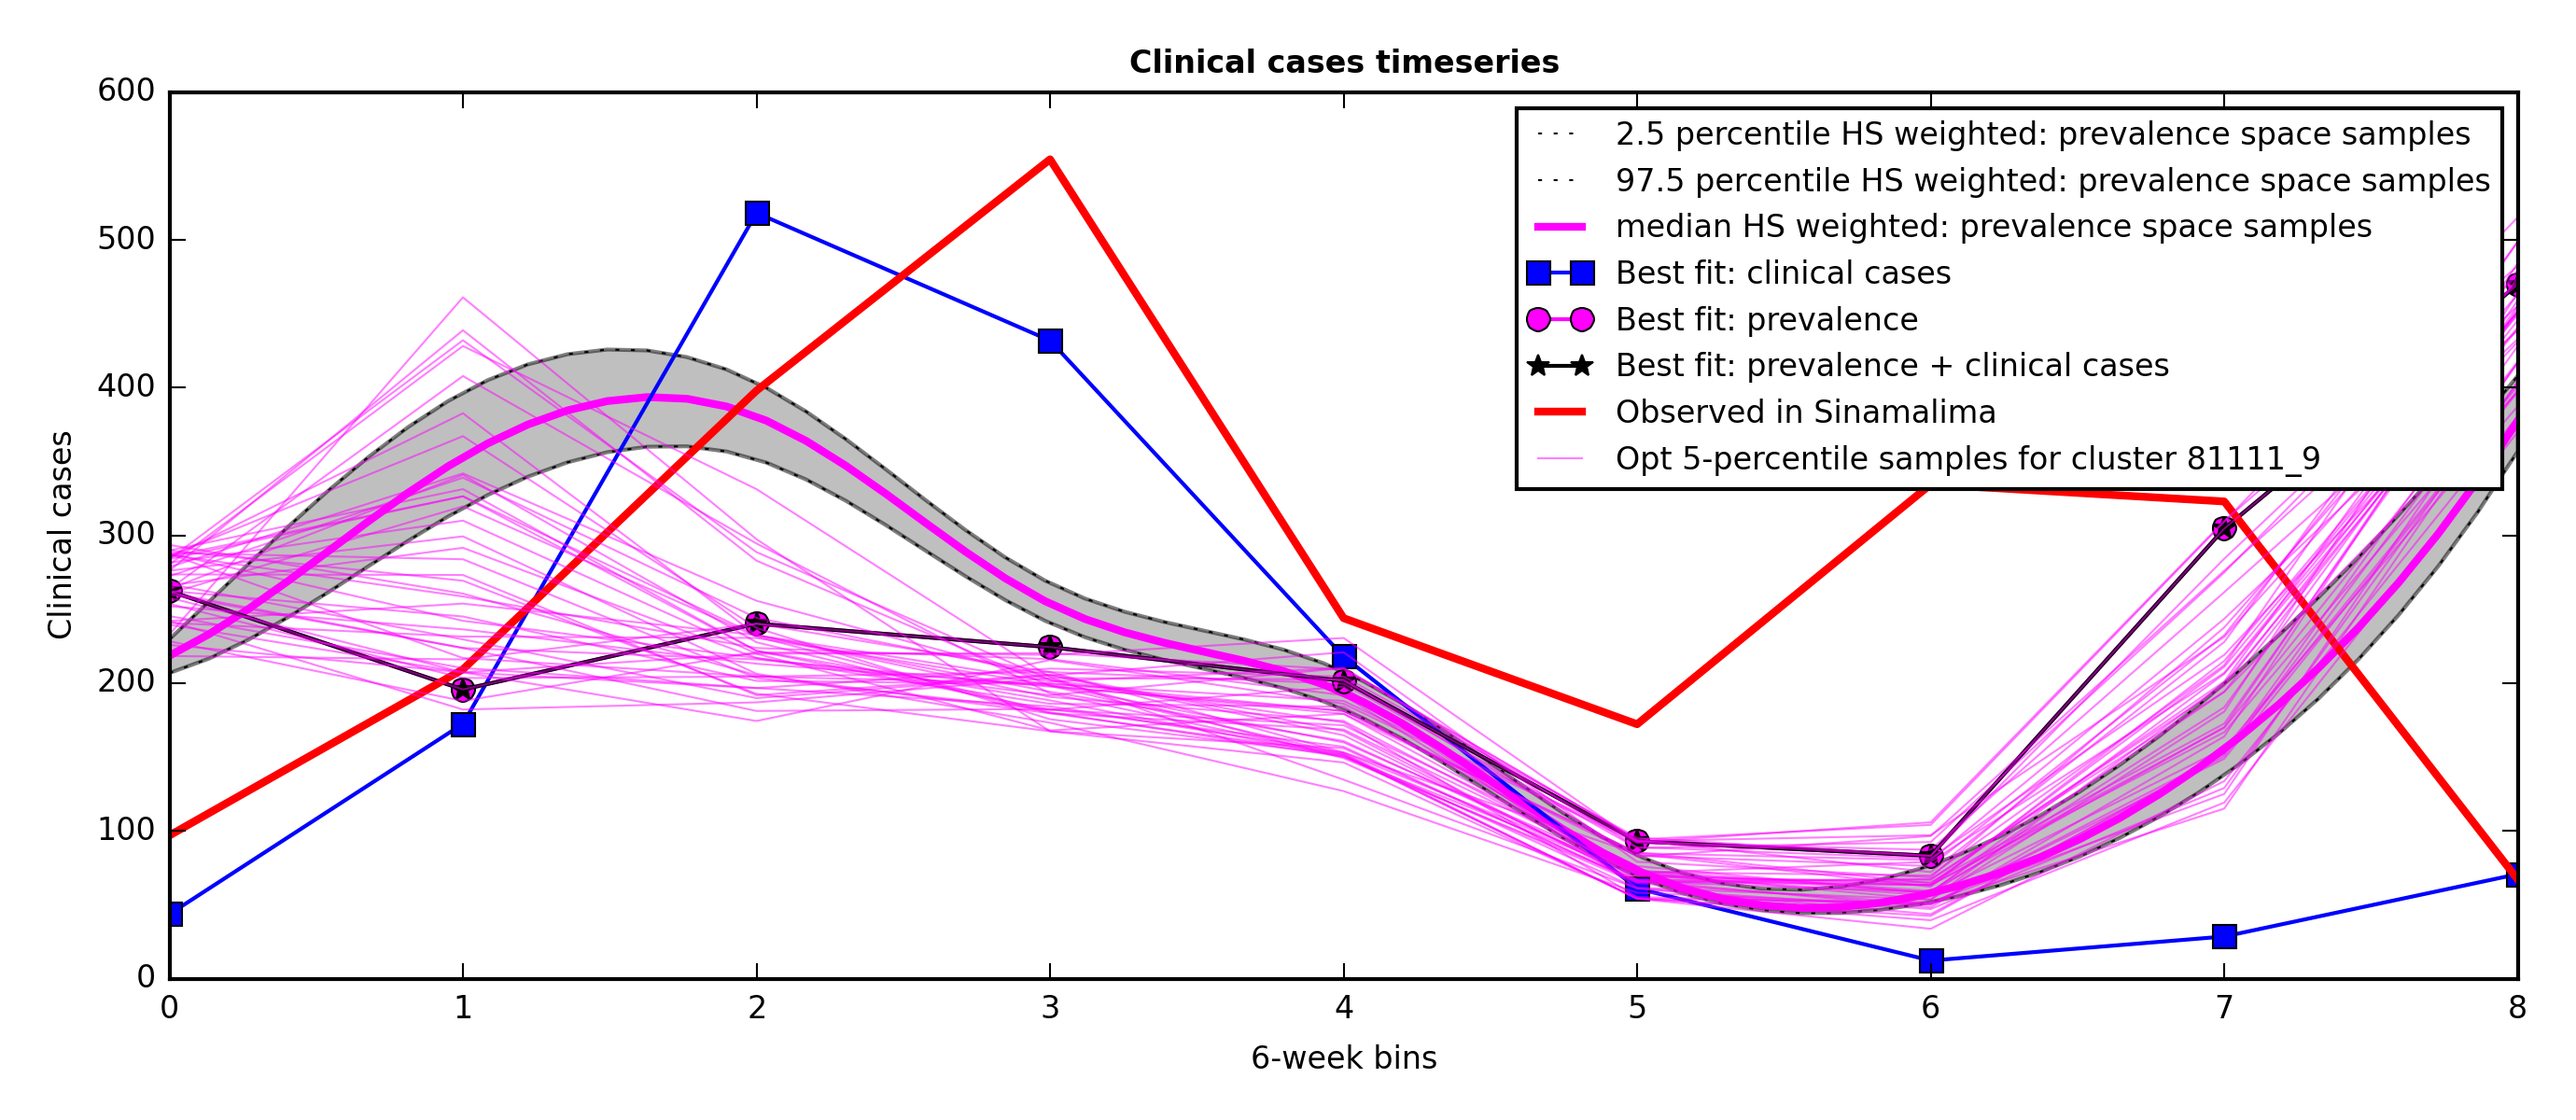 Clinical cases timeseries
600
500
400
300
200
100
0
Clinical cases
2.5 percentile HS weighted: prevalence space samples
97.5 percentile HS weighted: prevalence space samples
median HS weighted: prevalence space samples
Best fit: clinical cases
Best fit: prevalence
Best fit: prevalence + clinical cases
Observed in Sinamalima
Opt 5-percentile samples for cluster 81111_9
0 1 2 3 4 5 6 7 8
6-week bins